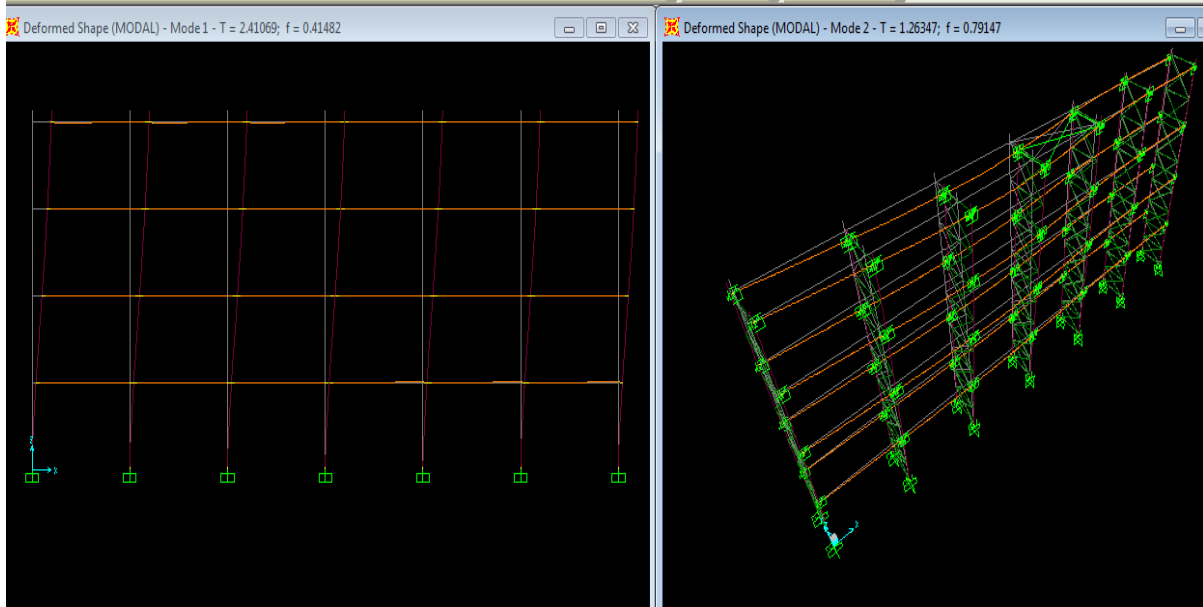 Deformed Shape (MODAL) - Mode 1 - T = 2.41069; f = 0.41482
Deformed Shape (MODAL) - Mode 2 - T = 1.26347; f = 0.79147
Z
X
X